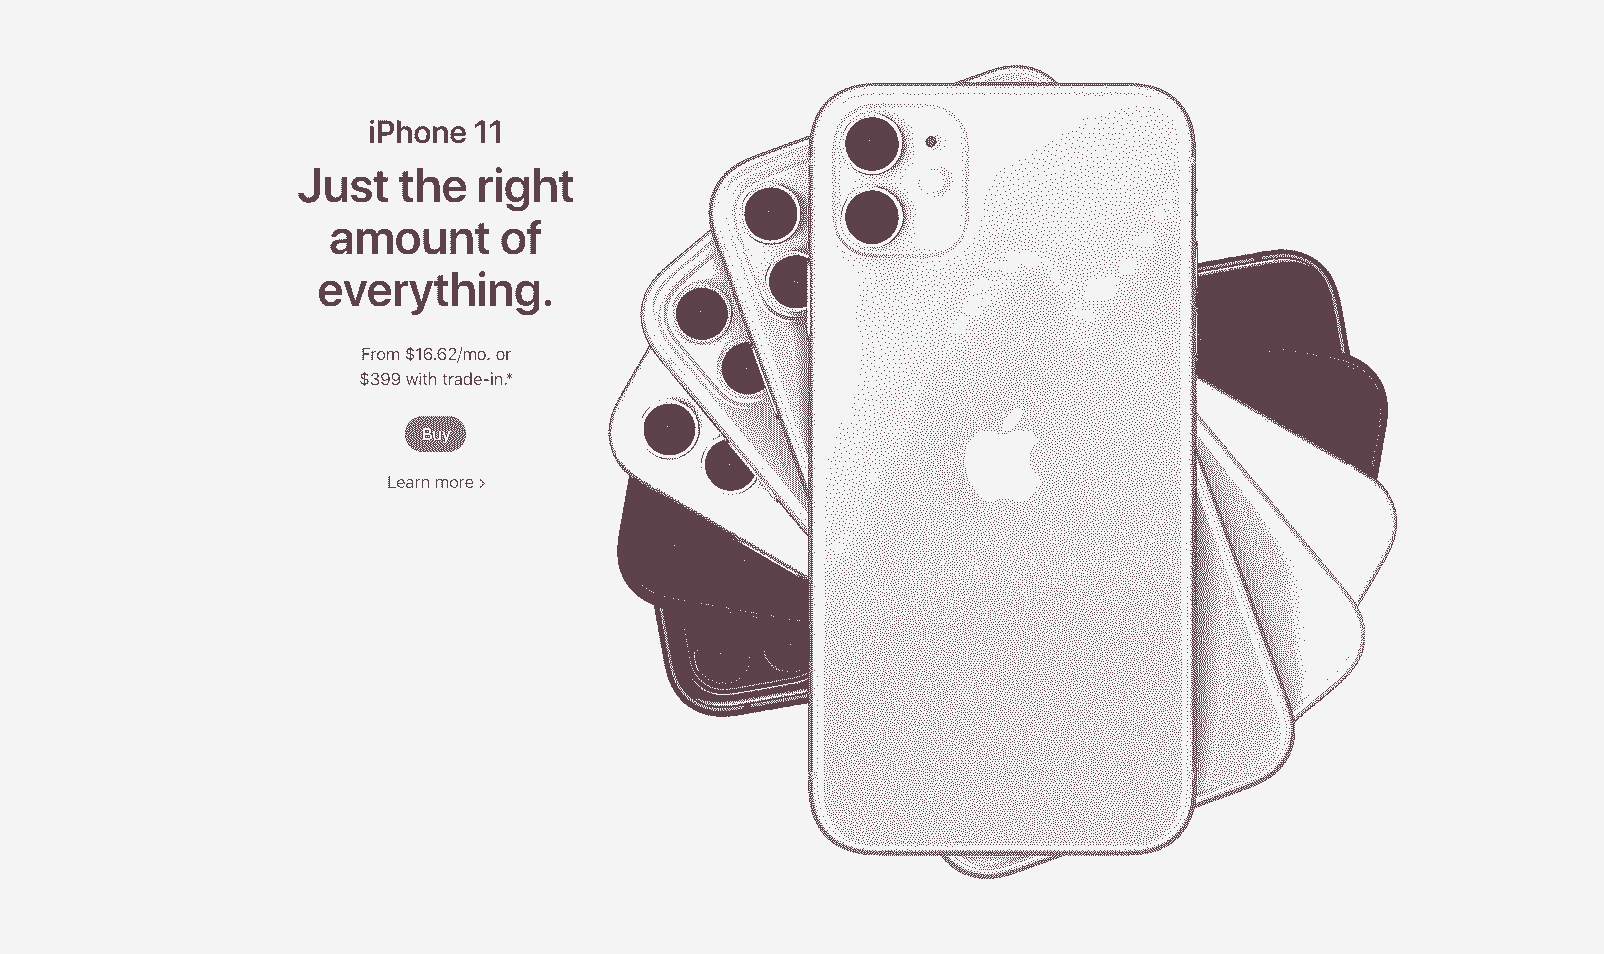 iPhone 11
Just the right
amount of
everything.
From $16.62/mo. or
$399 with trade-in.*
Buy
Learn more >